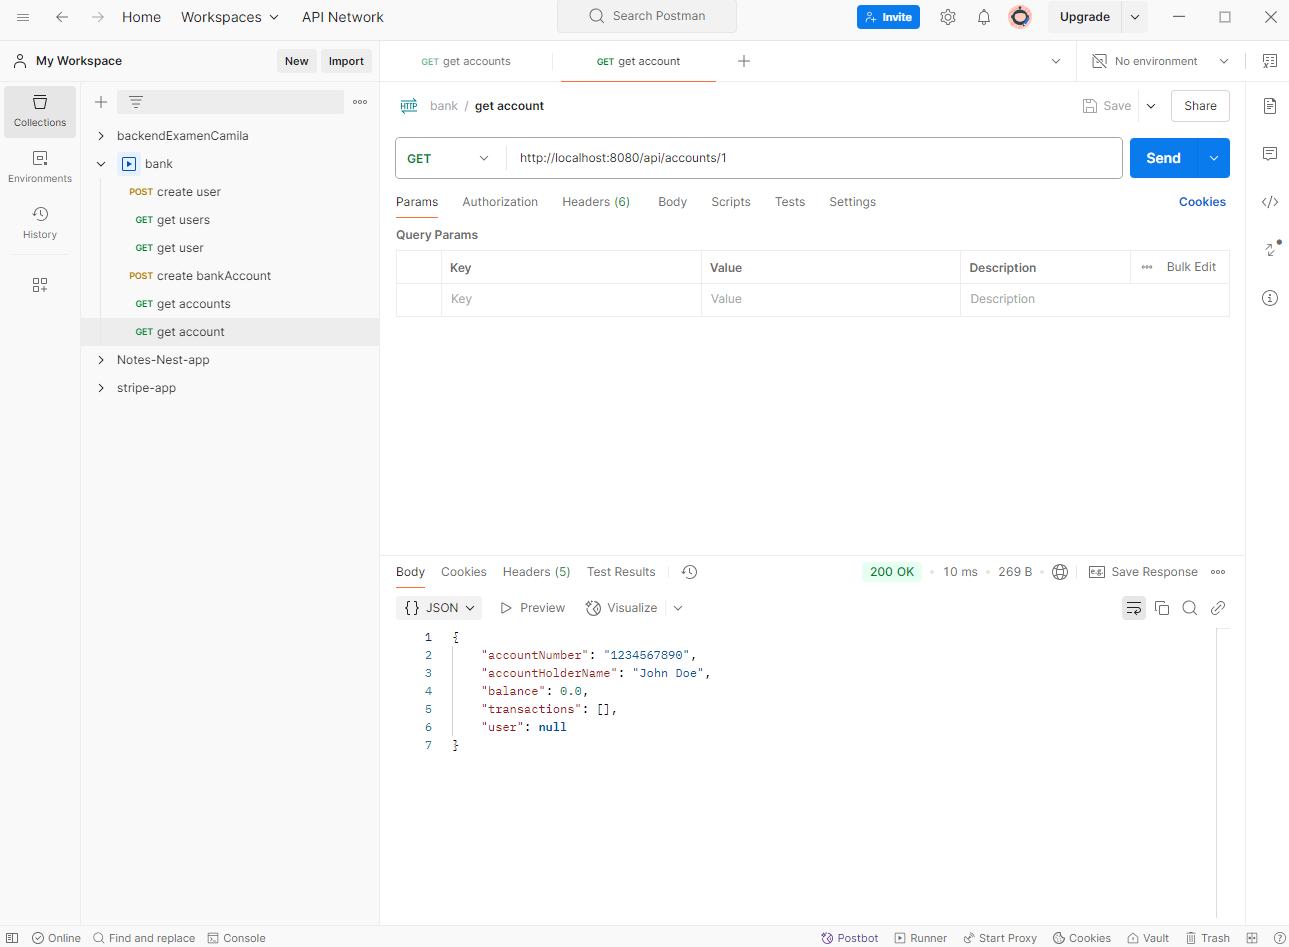 Home Workspaces API Network Search Postman Invite Upgrade
My Workspace New Import GET get accounts GET get account No environment
Collections
Environments
History
backendExamenCamila
bank
POST create user
GET get users
GET get user
POST create bankAccount
GET get accounts
GET get account
Notes-Nest-app
stripe-app
HTTP bank / get account Save Share
GET http://localhost:8080/api/accounts/1 Send
Params Authorization Headers (6) Body Scripts Tests Settings Cookies
Query Params
Key Value Description Bulk Edit
Key Value Description
Body Cookies Headers (5) Test Results 200 OK 10 ms 269 B e.g. Save Response
{} JSON Preview Visualize
1 {
2 "accountNumber": "1234567890",
3 "accountHolderName": "John Doe",
4 "balance": 0.0,
5 "transactions": [],
6 "user": null
7 }
Online Find and replace Console Postbot Runner Start Proxy Cookies Vault Trash